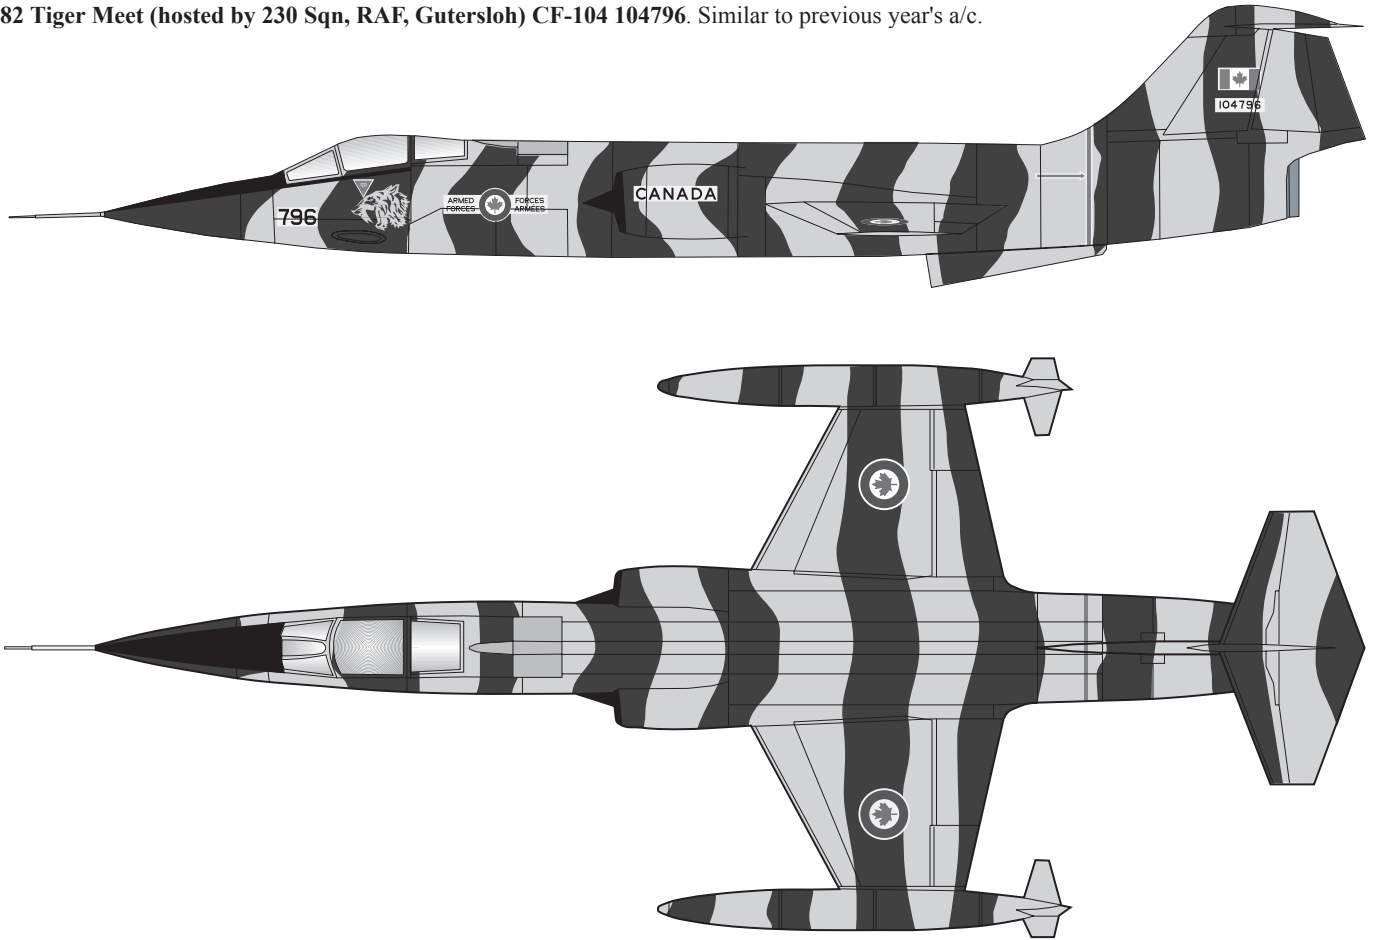 82 Tiger Meet (hosted by 230 Sqn, RAF, Gutersloh) CF-104 104796. Similar to previous year's a/c.
104796
CANADA
ARMED FORCES
FORCES ARMÉES
796